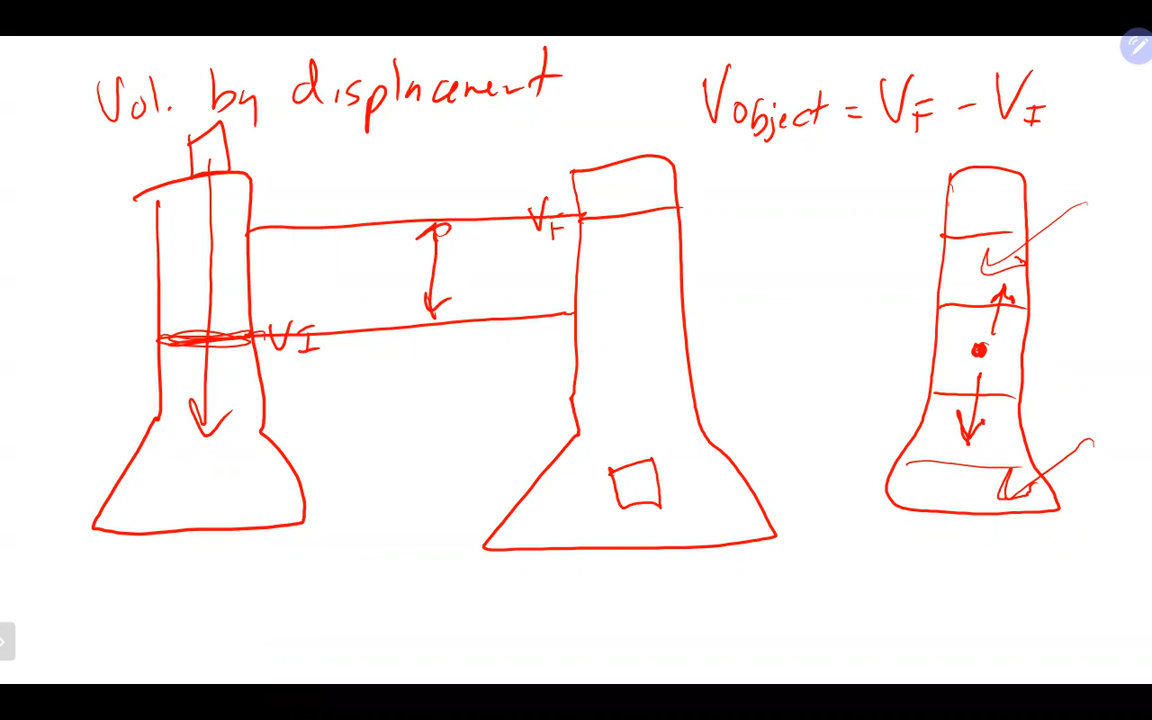 Vol. by displacement
Vobject = VF - VI
VF
VI